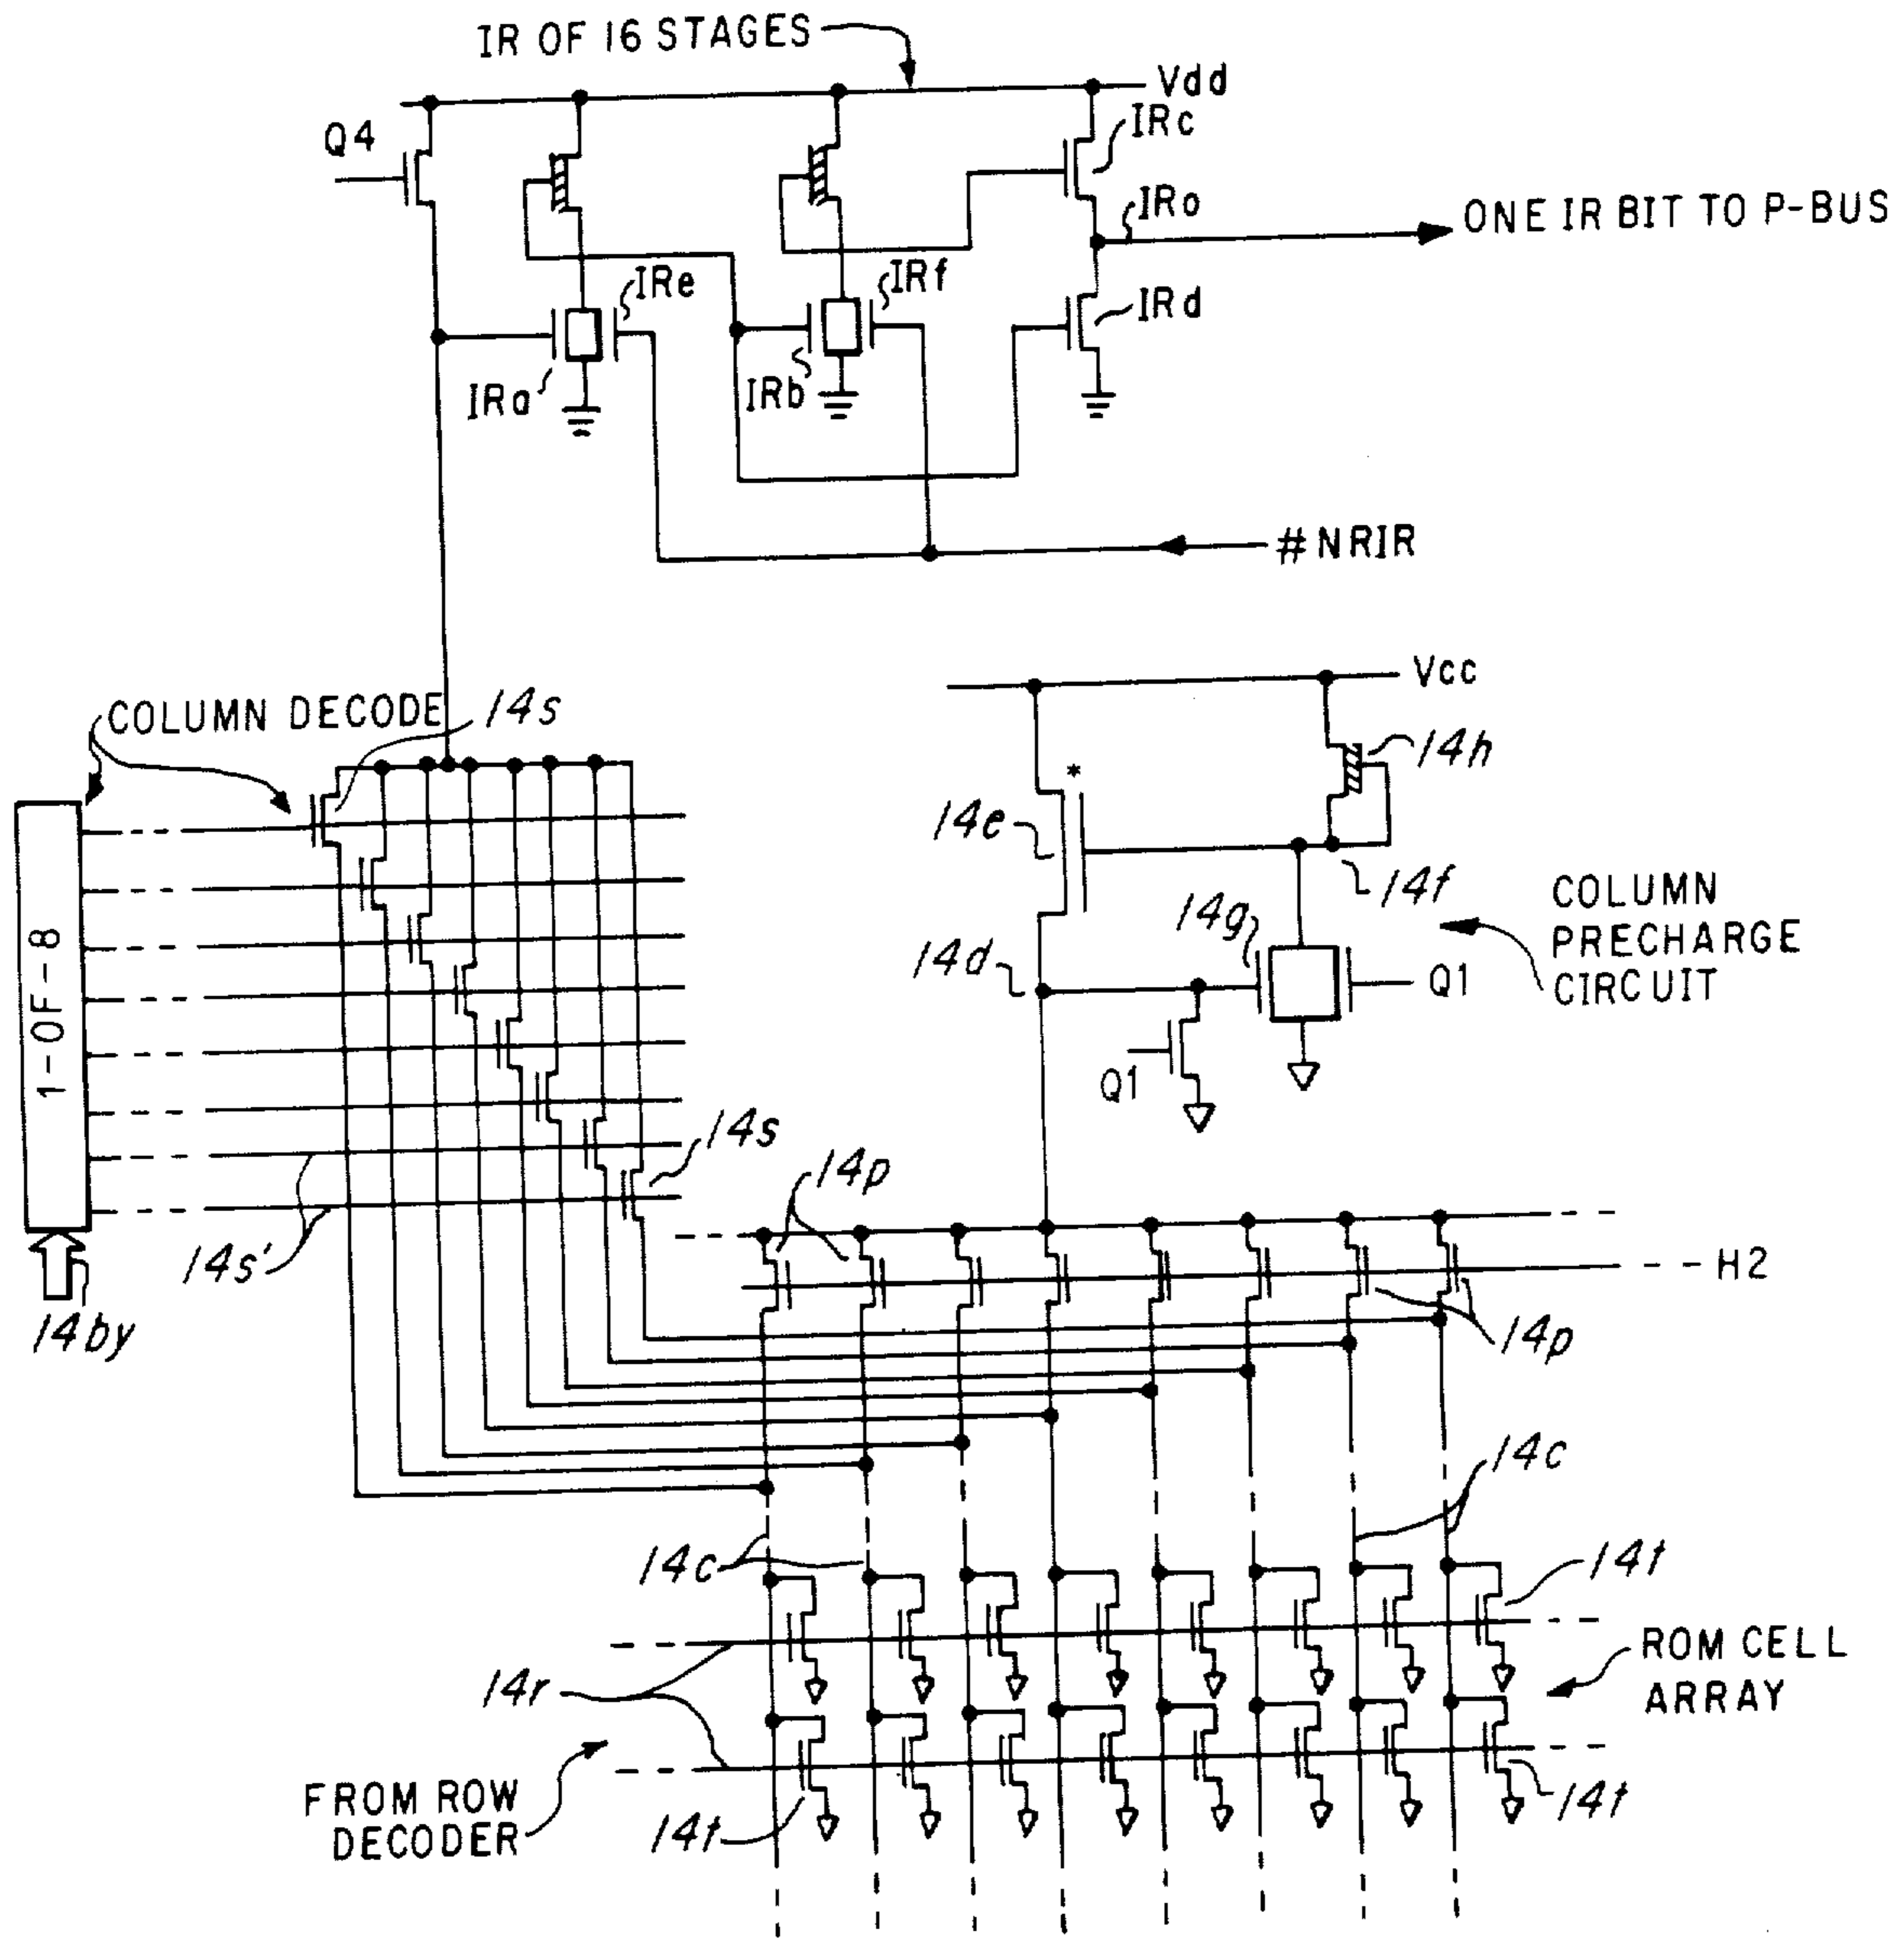 IR OF 16 STAGES
Vdd
Q4
IRc
IRo
ONE IR BIT TO P-BUS
IRe
IRf
IRd
IRa
IRb
#NRIR
Vcc
COLUMN DECODE
14s
14h
*
14e
14f
COLUMN
PRECHARGE
CIRCUIT
14g
14d
Q1
Q1
1-OF-8
14s
14p
14s'
H2
14by
14p
14c
14c
14t
ROM CELL
ARRAY
14r
FROM ROW
DECODER
14t
14t